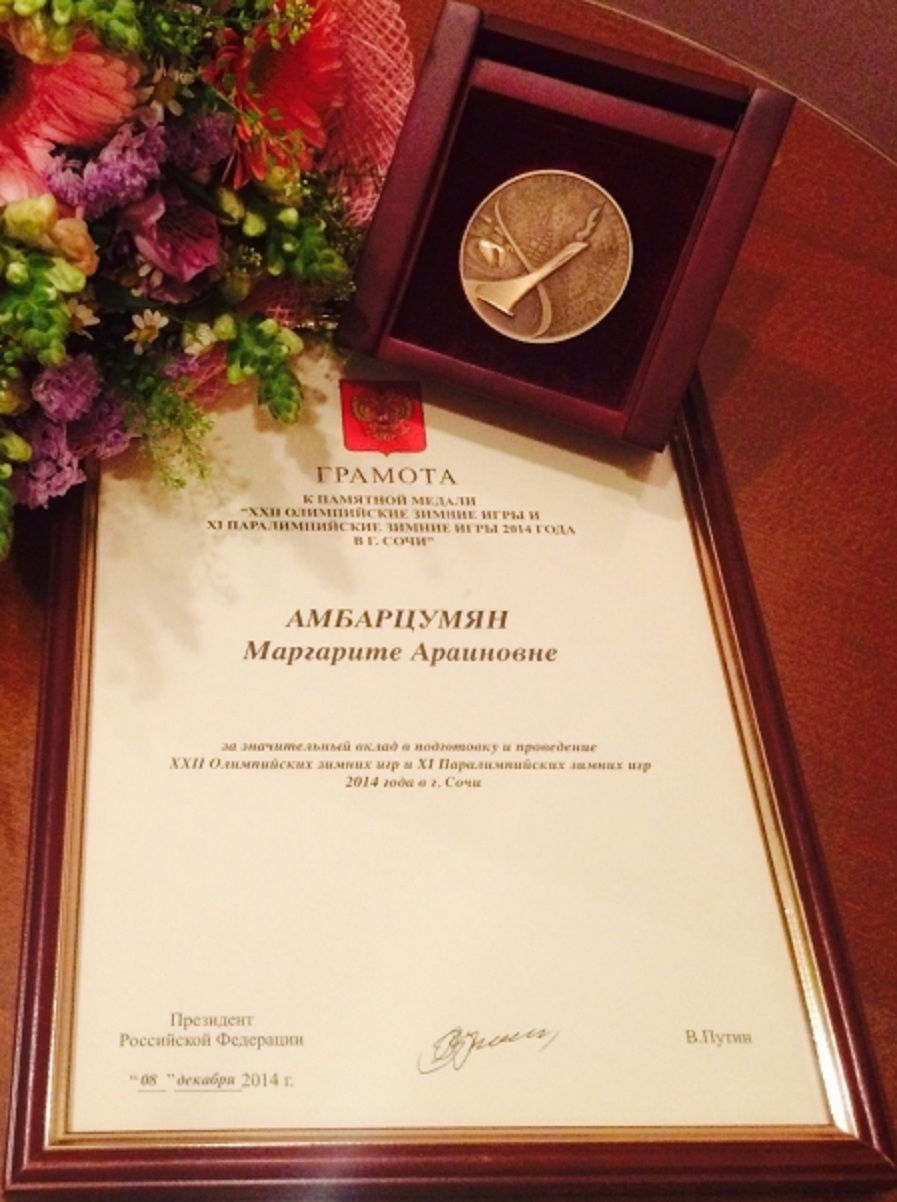 ГРАМОТА
К ПАМЯТНОЙ МЕДАЛИ
"XXII ОЛИМПИЙСКИЕ ЗИМНИЕ ИГРЫ И
XI ПАРАЛИМПИЙСКИЕ ЗИМНИЕ ИГРЫ 2014 ГОДА
В Г. СОЧИ"
АМБАРЦУМЯН
Маргарите Араиновне
за значительный вклад в подготовку и проведение
XXII Олимпийских зимних игр и XI Паралимпийских зимних игр
2014 года в г. Сочи
Президент
Российской Федерации
В.Путин
"08" декабря 2014 г.